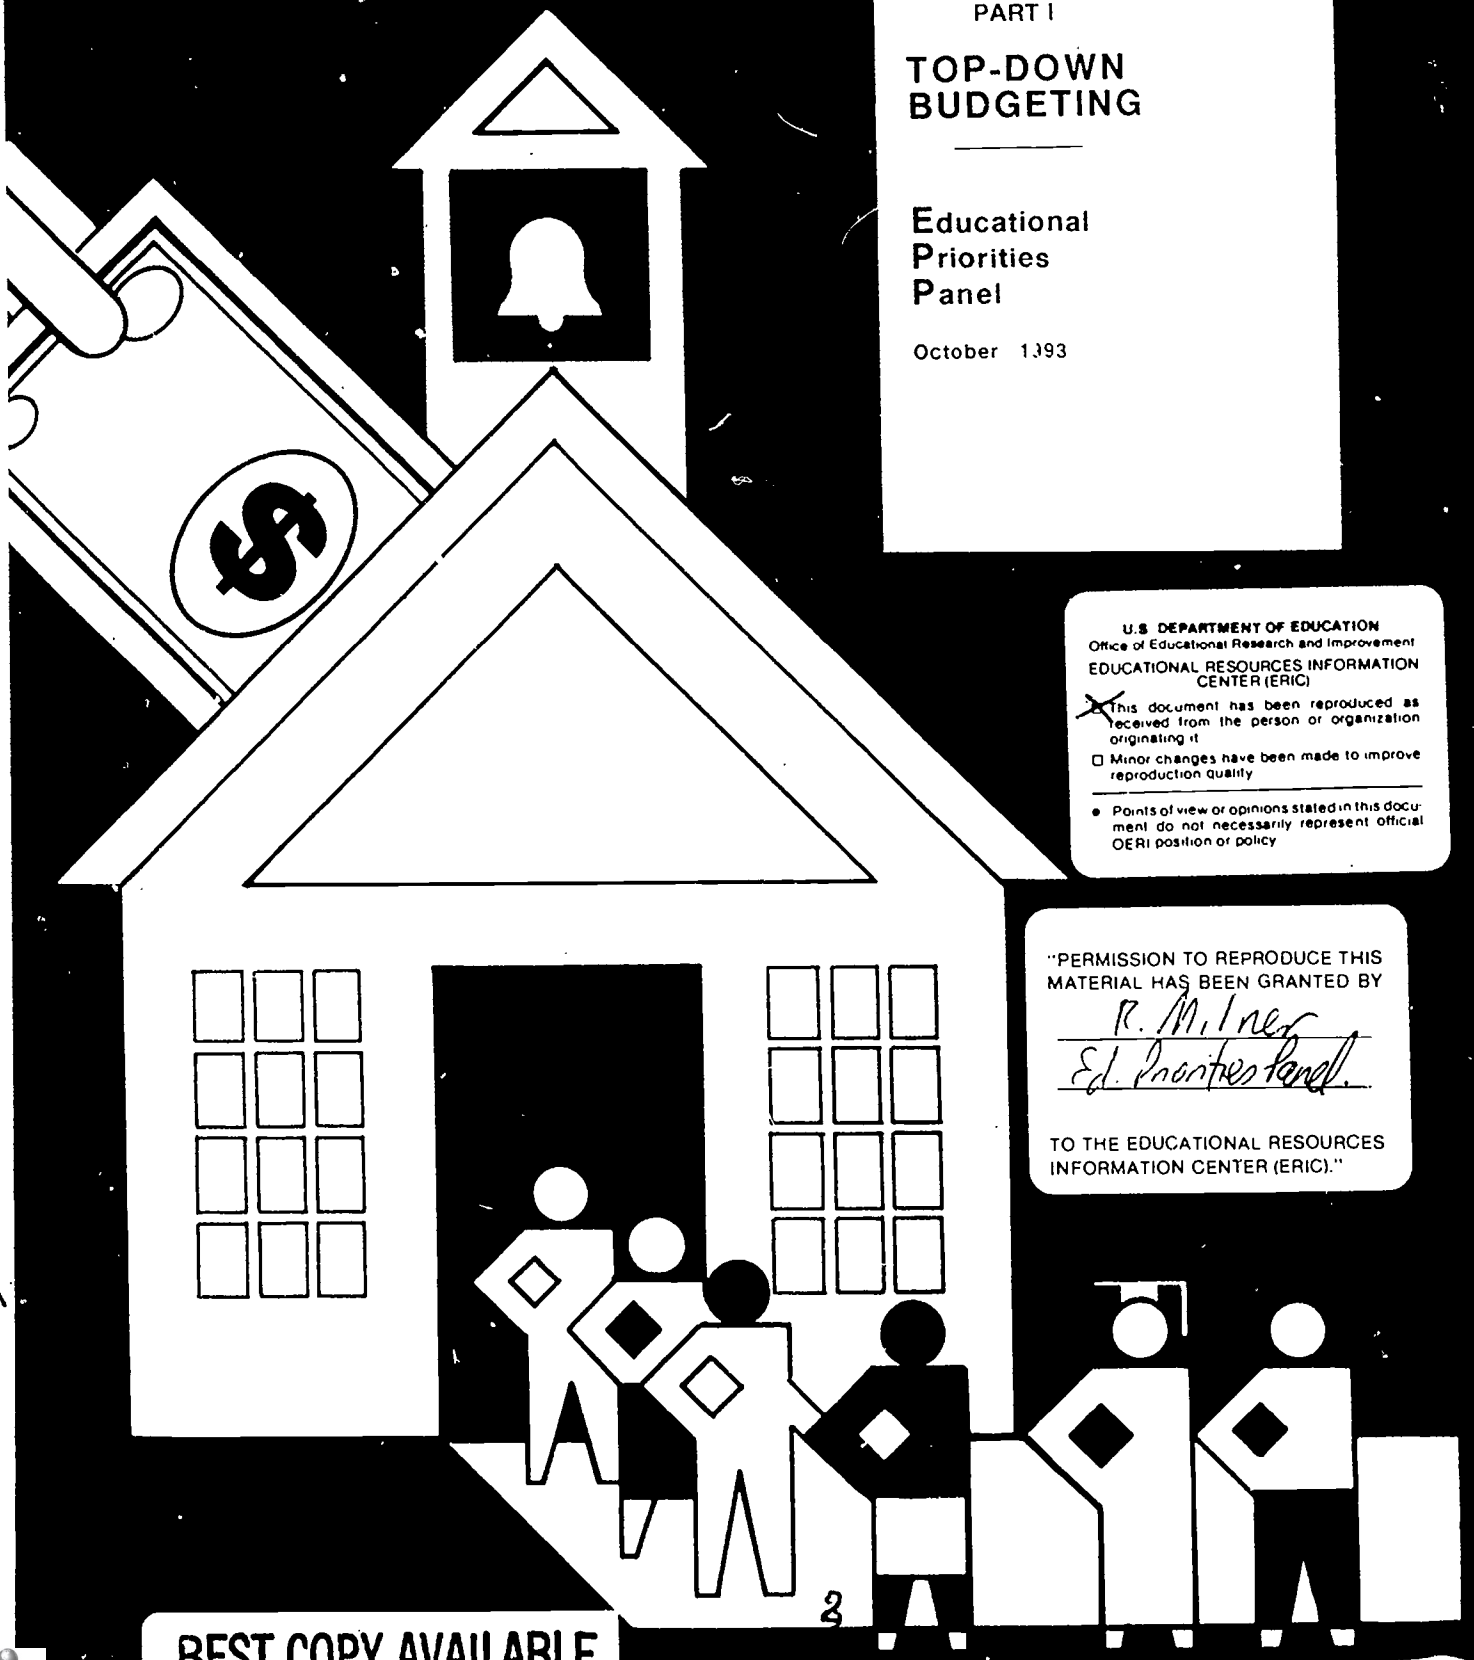 PART I
TOP-DOWN
BUDGETING
Educational
Priorities
Panel
October 1993
$
U.S DEPARTMENT OF EDUCATION
Office of Educational Research and Improvement
EDUCATIONAL RESOURCES INFORMATION
CENTER (ERIC)
This document has been reproduced as
received from the person or organization
originating it
Minor changes have been made to improve
reproduction quality
● Points of view or opinions stated in this docu-
ment do not necessarily represent official
OERI position or policy
"PERMISSION TO REPRODUCE THIS
MATERIAL HAS BEEN GRANTED BY
R. Milner
Ed. Priorities Panel.
TO THE EDUCATIONAL RESOURCES
INFORMATION CENTER (ERIC)."
2
BEST COPY AVAILABLE